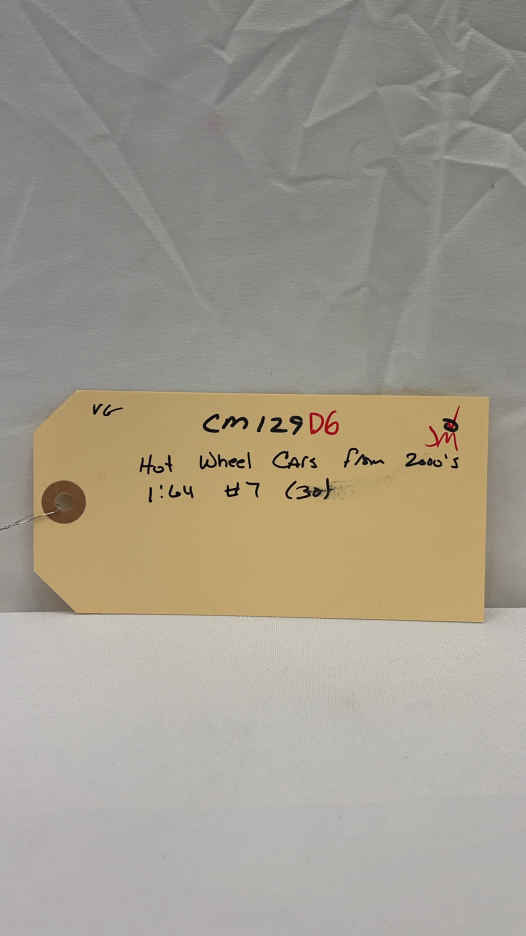 VG
CM129D6
JM
Hot Wheel Cars from 2000's
1:64 #7 (30)